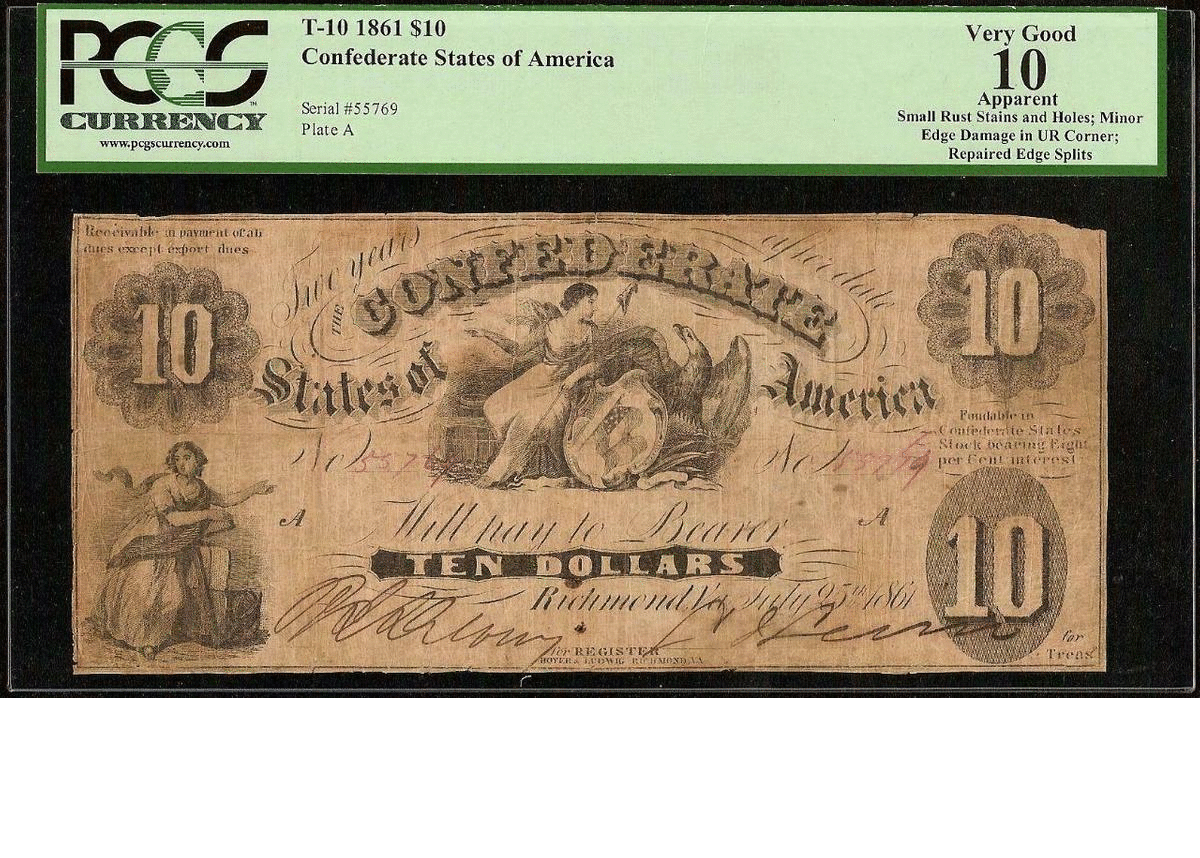 PCGS
CURRENCY
www.pcgscurrency.com
T-10 1861 $10
Confederate States of America
Serial #55769
Plate A
Very Good
10
Apparent
Small Rust Stains and Holes; Minor
Edge Damage in UR Corner;
Repaired Edge Splits
Receivable in payment of all
dues except export dues
Two years after date
THE CONFEDERATE
10
10
States of America
Fundable in
Confederate States
Stock bearing Eight
per Cent interest
No 55769 No 55769
A Will pay to Bearer A
TEN DOLLARS
10
Richmond Va July 25th 1861
for REGISTER
for
Treas
HOYER & LUDWIG RICHMOND, VA